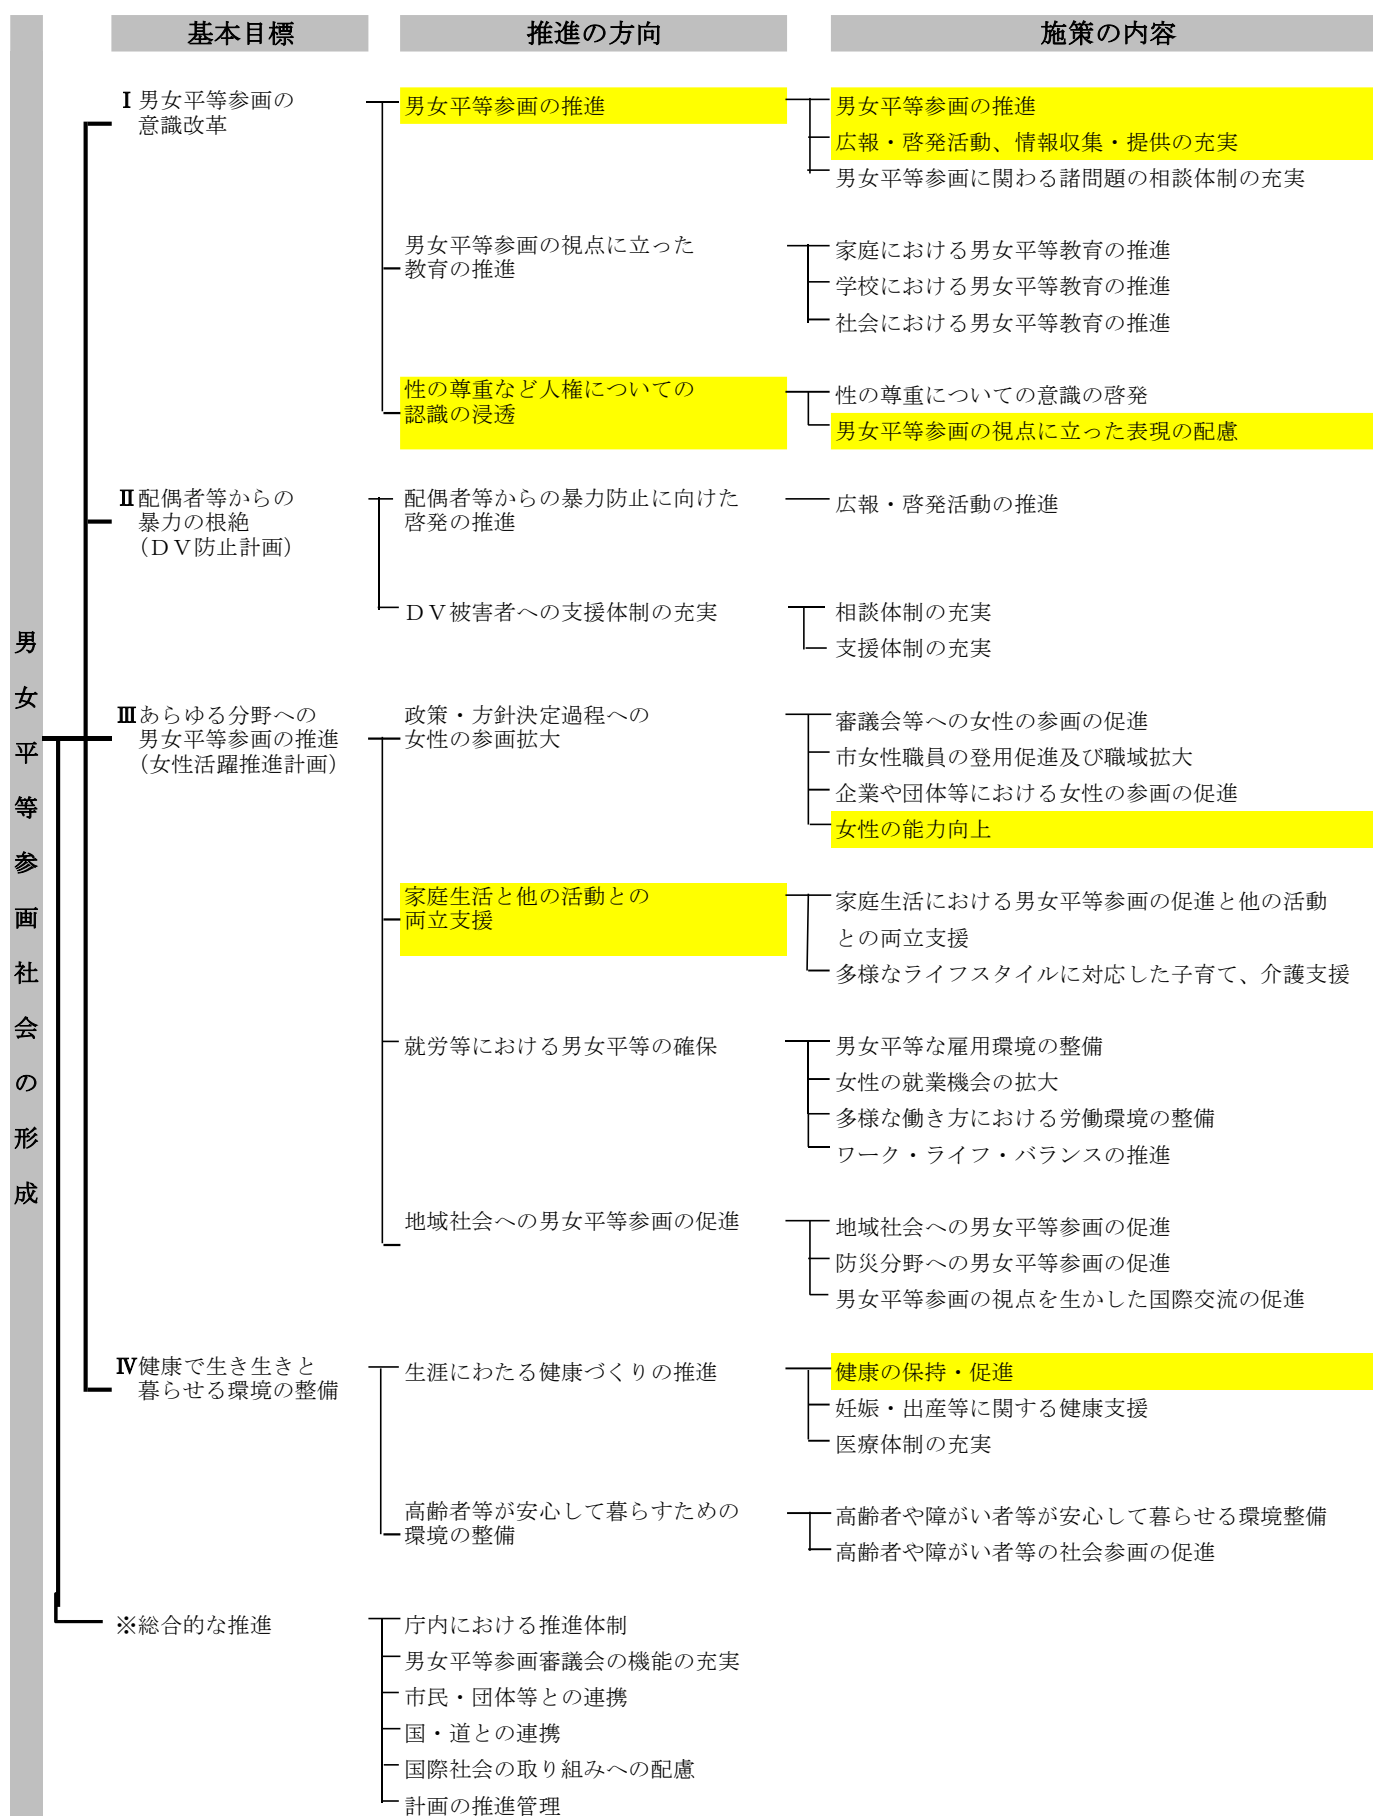 基本目標
推進の方向
施策の内容
男女平等参画社会の形成
Ⅰ男女平等参画の
意識改革
男女平等参画の推進
男女平等参画の推進
広報・啓発活動、情報収集・提供の充実
男女平等参画に関わる諸問題の相談体制の充実
男女平等参画の視点に立った
教育の推進
家庭における男女平等教育の推進
学校における男女平等教育の推進
社会における男女平等教育の推進
性の尊重など人権についての
認識の浸透
性の尊重についての意識の啓発
男女平等参画の視点に立った表現の配慮
Ⅱ配偶者等からの
暴力の根絶
（ＤＶ防止計画）
配偶者等からの暴力防止に向けた
啓発の推進
広報・啓発活動の推進
ＤＶ被害者への支援体制の充実
相談体制の充実
支援体制の充実
Ⅲあらゆる分野への
男女平等参画の推進
（女性活躍推進計画）
政策・方針決定過程への
女性の参画拡大
審議会等への女性の参画の促進
市女性職員の登用促進及び職域拡大
企業や団体等における女性の参画の促進
女性の能力向上
家庭生活と他の活動との
両立支援
家庭生活における男女平等参画の促進と他の活動
との両立支援
多様なライフスタイルに対応した子育て、介護支援
就労等における男女平等の確保
男女平等な雇用環境の整備
女性の就業機会の拡大
多様な働き方における労働環境の整備
ワーク・ライフ・バランスの推進
地域社会への男女平等参画の促進
地域社会への男女平等参画の促進
防災分野への男女平等参画の促進
男女平等参画の視点を生かした国際交流の促進
Ⅳ健康で生き生きと
暮らせる環境の整備
生涯にわたる健康づくりの推進
健康の保持・促進
妊娠・出産等に関する健康支援
医療体制の充実
高齢者等が安心して暮らすための
環境の整備
高齢者や障がい者等が安心して暮らせる環境整備
高齢者や障がい者等の社会参画の促進
※総合的な推進
庁内における推進体制
男女平等参画審議会の機能の充実
市民・団体等との連携
国・道との連携
国際社会の取り組みへの配慮
計画の推進管理